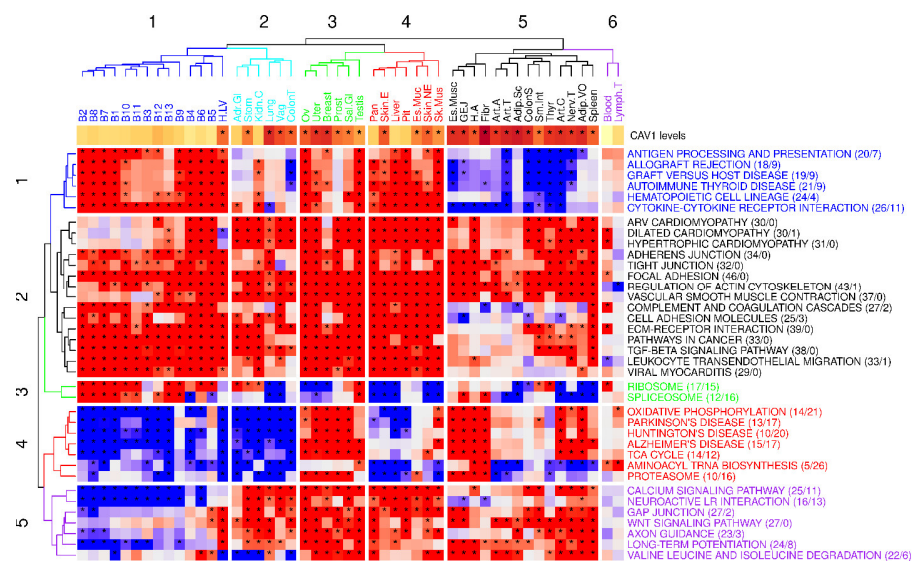 1 2 3 4 5 6
B2 B8 B7 B1 B10 B11 B3 B12 B13 B9 B4 B6 B5 H.LV Adr.Gl Stom Kidn.C Lung Vag ColonT Ov Uter Breast Prost Sal.Gl Testis Pan Skin.E Liver Pit Es.Muc Skin.NE Sk.Mus Es.Musc GEJ H.A Fibr Art.A Art.T Adip.Sc ColonS Sm.Int Thyr Art.C Nerv.T Adip.VO Spleen Blood Lymph.T
CAV1 levels
1
ANTIGEN PROCESSING AND PRESENTATION (20/7)
ALLOGRAFT REJECTION (18/9)
GRAFT VERSUS HOST DISEASE (19/9)
AUTOIMMUNE THYROID DISEASE (21/9)
HEMATOPOIETIC CELL LINEAGE (24/4)
CYTOKINE-CYTOKINE RECEPTOR INTERACTION (26/11)
2
ARV CARDIOMYOPATHY (30/0)
DILATED CARDIOMYOPATHY (30/1)
HYPERTROPHIC CARDIOMYOPATHY (31/0)
ADHERENS JUNCTION (34/0)
TIGHT JUNCTION (32/0)
FOCAL ADHESION (46/0)
REGULATION OF ACTIN CYTOSKELETON (43/1)
VASCULAR SMOOTH MUSCLE CONTRACTION (37/0)
COMPLEMENT AND COAGULATION CASCADES (27/2)
CELL ADHESION MOLECULES (25/3)
ECM-RECEPTOR INTERACTION (39/0)
PATHWAYS IN CANCER (33/0)
TGF-BETA SIGNALING PATHWAY (38/0)
LEUKOCYTE TRANSENDOTHELIAL MIGRATION (33/1)
VIRAL MYOCARDITIS (29/0)
3
RIBOSOME (17/15)
SPLICEOSOME (12/16)
4
OXIDATIVE PHOSPHORYLATION (14/21)
PARKINSON'S DISEASE (13/17)
HUNTINGTON'S DISEASE (10/20)
ALZHEIMER'S DISEASE (15/17)
TCA CYCLE (14/12)
AMINOACYL TRNA BIOSYNTHESIS (5/26)
PROTEASOME (10/16)
5
CALCIUM SIGNALING PATHWAY (25/11)
NEUROACTIVE LR INTERACTION (16/13)
GAP JUNCTION (27/2)
WNT SIGNALING PATHWAY (27/0)
AXON GUIDANCE (23/3)
LONG-TERM POTENTIATION (24/8)
VALINE LEUCINE AND ISOLEUCINE DEGRADATION (22/6)